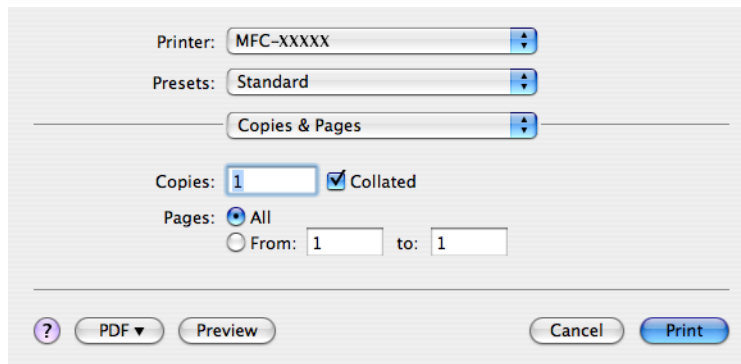 Printer: MFC-XXXXX
Presets: Standard
Copies & Pages
Copies: 1 Collated
Pages: All
From: 1 to: 1
? PDF ▼ Preview Cancel Print